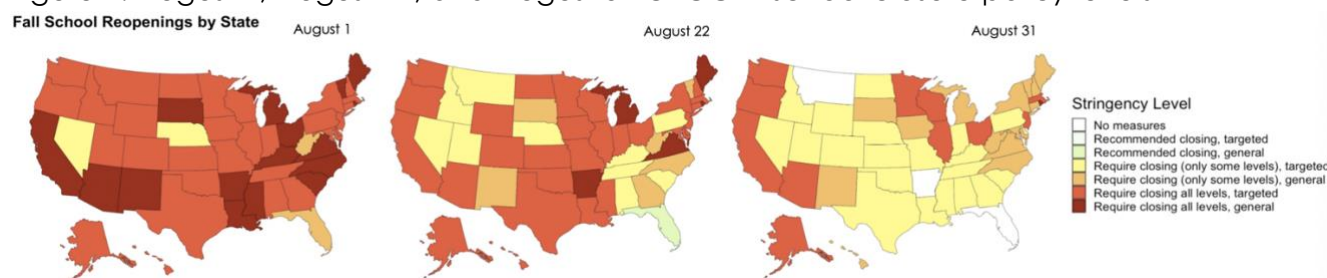 Fall School Reopenings by State
August 1
August 22
August 31
Stringency Level
No measures
Recommended closing, targeted
Recommended closing, general
Require closing (only some levels), targeted
Require closing (only some levels), general
Require closing all levels, targeted
Require closing all levels, general